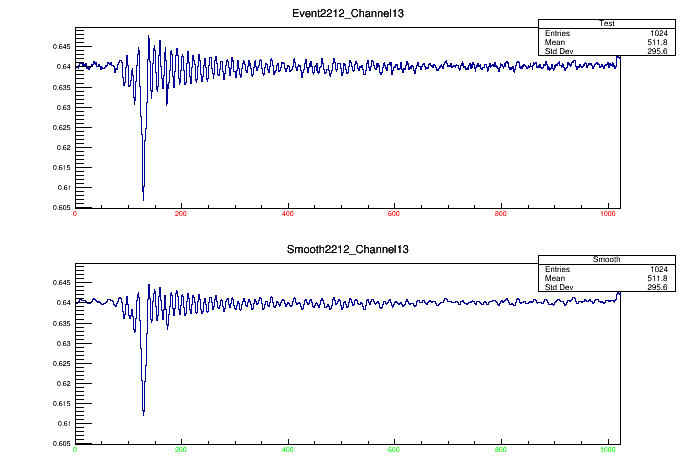 Event2212_Channel13
Test
Entries 1024
Mean 511.8
Std Dev 295.6
0.645
0.64
0.635
0.63
0.625
0.62
0.615
0.61
0.605
0 200 400 600 800 1000
Smooth2212_Channel13
Smooth
Entries 1024
Mean 511.8
Std Dev 295.6
0.645
0.64
0.635
0.63
0.625
0.62
0.615
0.61
0.605
0 200 400 600 800 1000